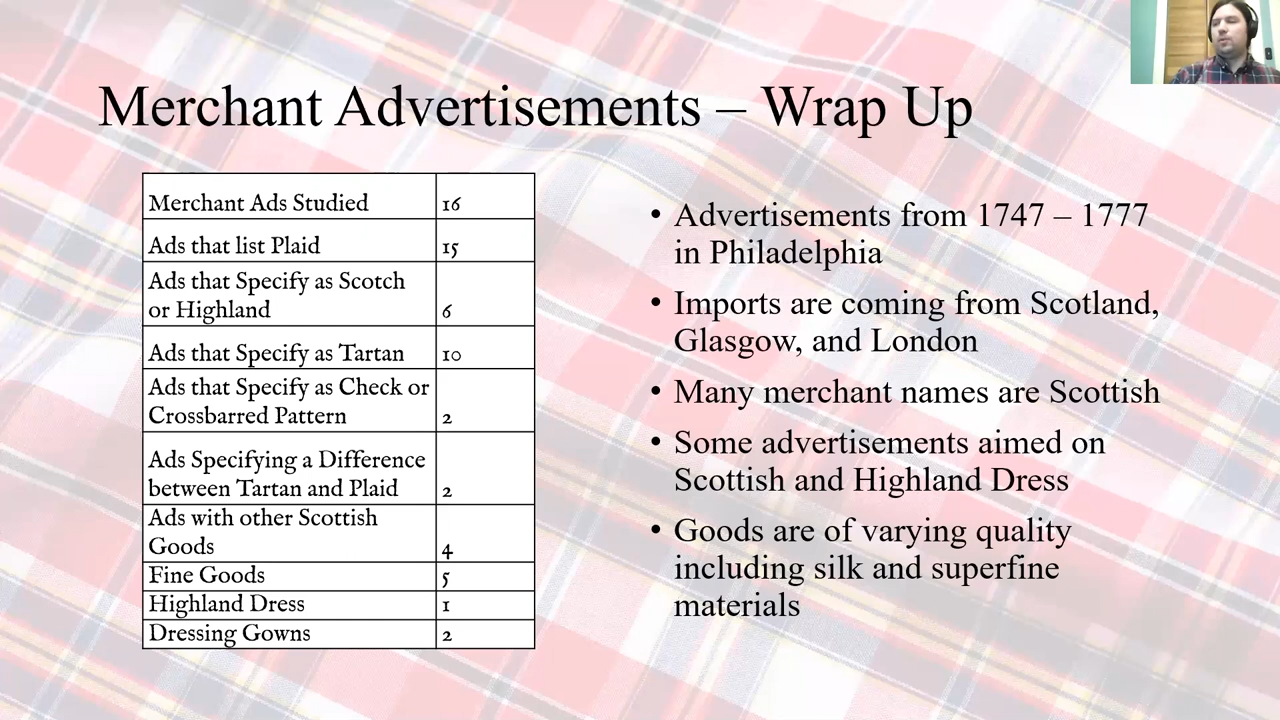 Merchant Advertisements – Wrap Up
Merchant Ads Studied 16
Ads that list Plaid 15
Ads that Specify as Scotch
or Highland 6
Ads that Specify as Tartan 10
Ads that Specify as Check or
Crossbarred Pattern 2
Ads Specifying a Difference
between Tartan and Plaid 2
Ads with other Scottish
Goods 4
Fine Goods 5
Highland Dress 1
Dressing Gowns 2
• Advertisements from 1747 – 1777
in Philadelphia
• Imports are coming from Scotland,
Glasgow, and London
• Many merchant names are Scottish
• Some advertisements aimed on
Scottish and Highland Dress
• Goods are of varying quality
including silk and superfine
materials